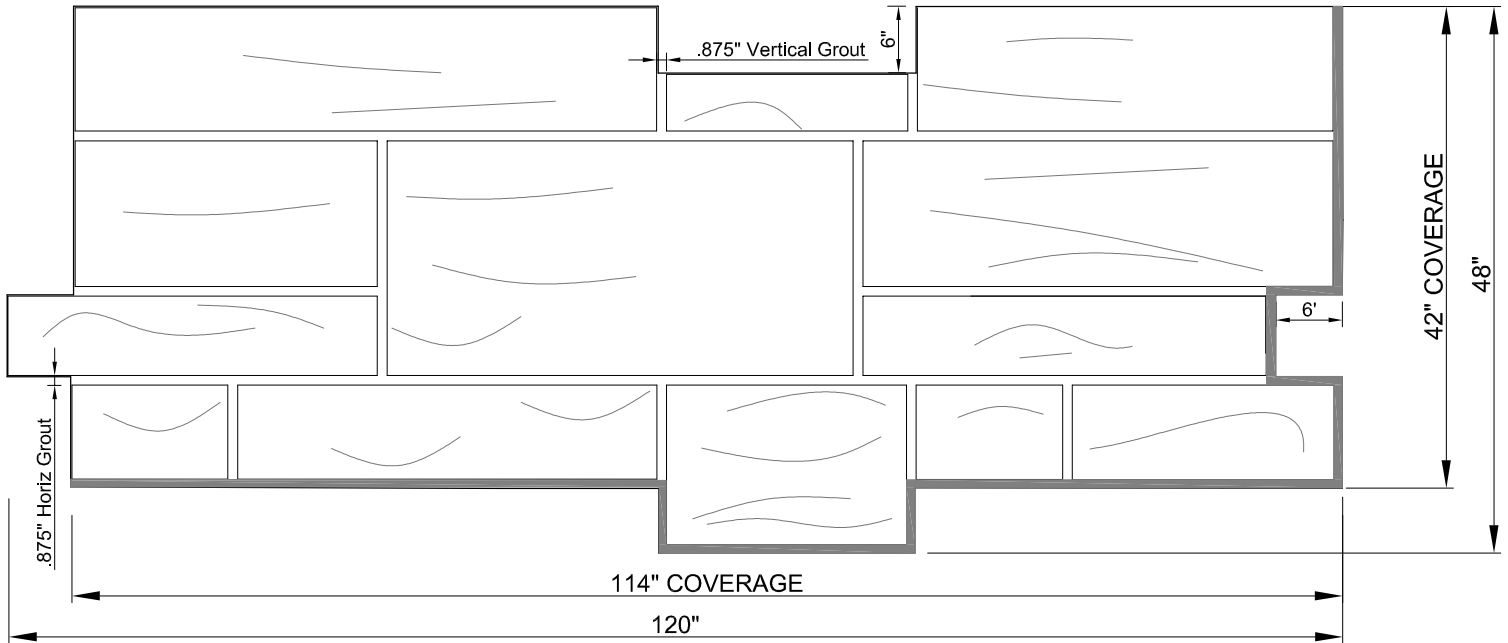 6"
.875" Vertical Grout
42" COVERAGE
48"
6'
.875" Horiz Grout
114" COVERAGE
120"